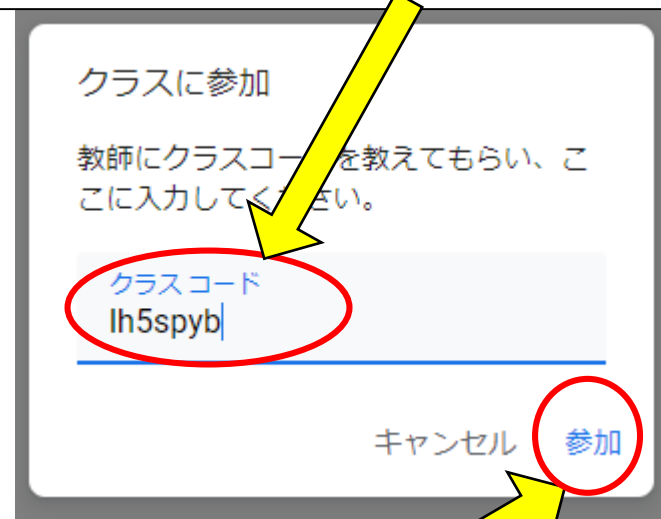 クラスに参加
教師にクラスコー を教えてもらい、こ
こに入力してく さい。
クラス コード
lh5spyb
キャンセル 参加